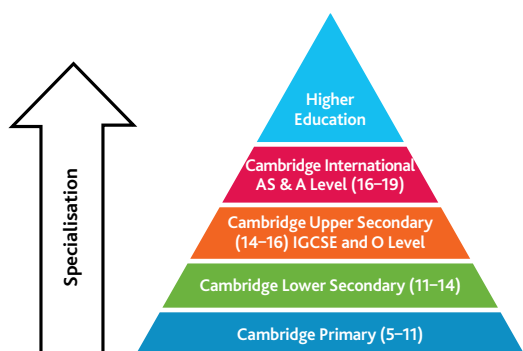 Specialisation
Higher
Education
Cambridge International
AS & A Level (16–19)
Cambridge Upper Secondary
(14–16) IGCSE and O Level
Cambridge Lower Secondary (11–14)
Cambridge Primary (5–11)